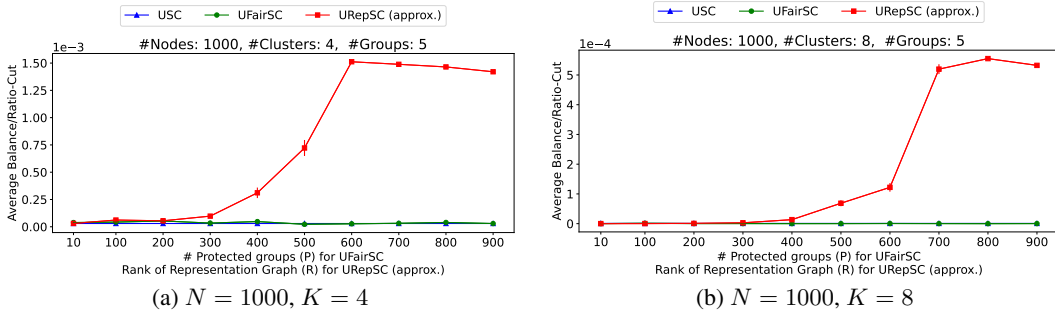 USC UFairSC URepSC (approx.)
1e−3 #Nodes: 1000, #Clusters: 4, #Groups: 5
Average Balance/Ratio-Cut
1.50
1.25
1.00
0.75
0.50
0.25
0.00
10 100 200 300 400 500 600 700 800 900
# Protected groups (P) for UFairSC
Rank of Representation Graph (R) for URepSC (approx.)
(a) N = 1000, K = 4
USC UFairSC URepSC (approx.)
1e−4 #Nodes: 1000, #Clusters: 8, #Groups: 5
Average Balance/Ratio-Cut
5
4
3
2
1
0
10 100 200 300 400 500 600 700 800 900
# Protected groups (P) for UFairSC
Rank of Representation Graph (R) for URepSC (approx.)
(b) N = 1000, K = 8